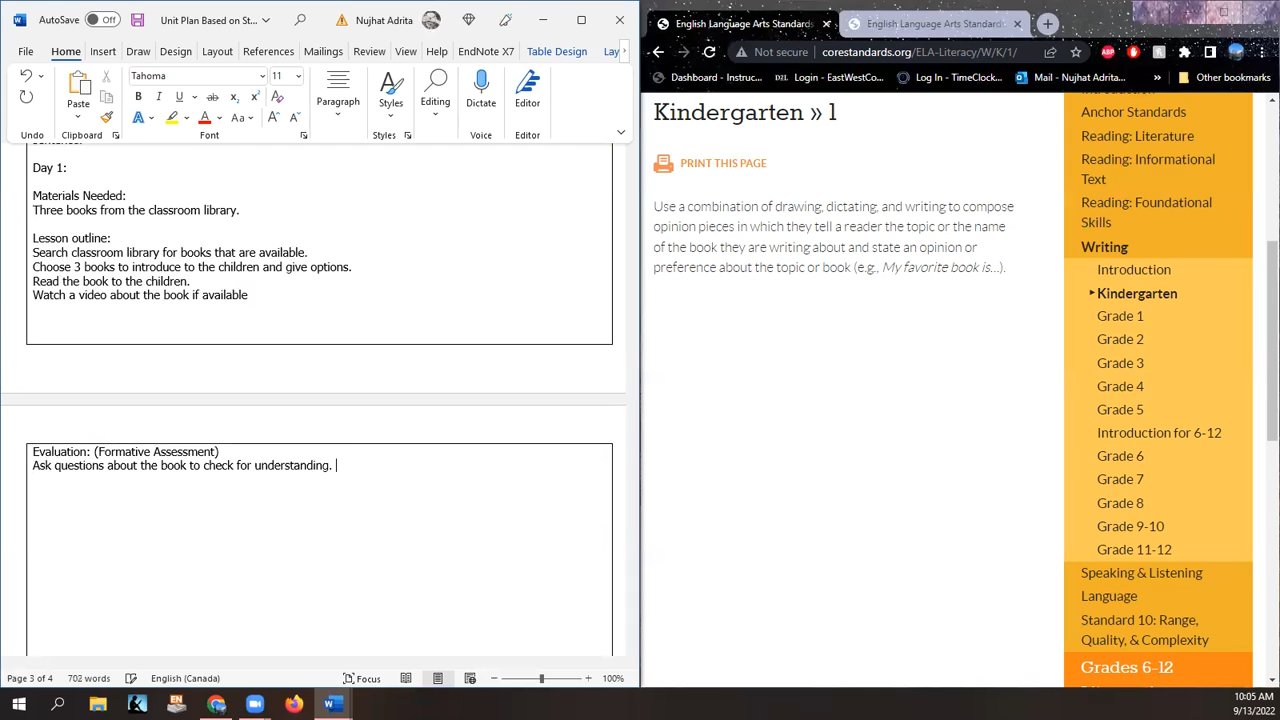 AutoSave Off Unit Plan Based on St... Nujhat Adrita
File Home Insert Draw Design Layout References Mailings Review View Help EndNote X7 Table Design Lay
Tahoma 11
Paste Paragraph Styles Editing Dictate Editor
Undo Clipboard Font Styles Voice Editor
Day 1:
Materials Needed:
Three books from the classroom library.
Lesson outline:
Search classroom library for books that are available.
Choose 3 books to introduce to the children and give options.
Read the book to the children.
Watch a video about the book if available
Evaluation: (Formative Assessment)
Ask questions about the book to check for understanding.
Page 3 of 4 702 words English (Canada) Focus 100%
English Language Arts Standards English Language Arts Standards
Not secure corestandards.org/ELA-Literacy/W/K/1/
Dashboard - Instruc... Login - EastWestCo... Log In - TimeClock... Mail - Nujhat Adrita... » Other bookmarks
Kindergarten » 1
PRINT THIS PAGE
Use a combination of drawing, dictating, and writing to compose
opinion pieces in which they tell a reader the topic or the name
of the book they are writing about and state an opinion or
preference about the topic or book (e.g., My favorite book is...).
Anchor Standards
Reading: Literature
Reading: Informational
Text
Reading: Foundational
Skills
Writing
Introduction
Kindergarten
Grade 1
Grade 2
Grade 3
Grade 4
Grade 5
Introduction for 6-12
Grade 6
Grade 7
Grade 8
Grade 9-10
Grade 11-12
Speaking & Listening
Language
Standard 10: Range,
Quality, & Complexity
Grades 6-12
10:05 AM
9/13/2022